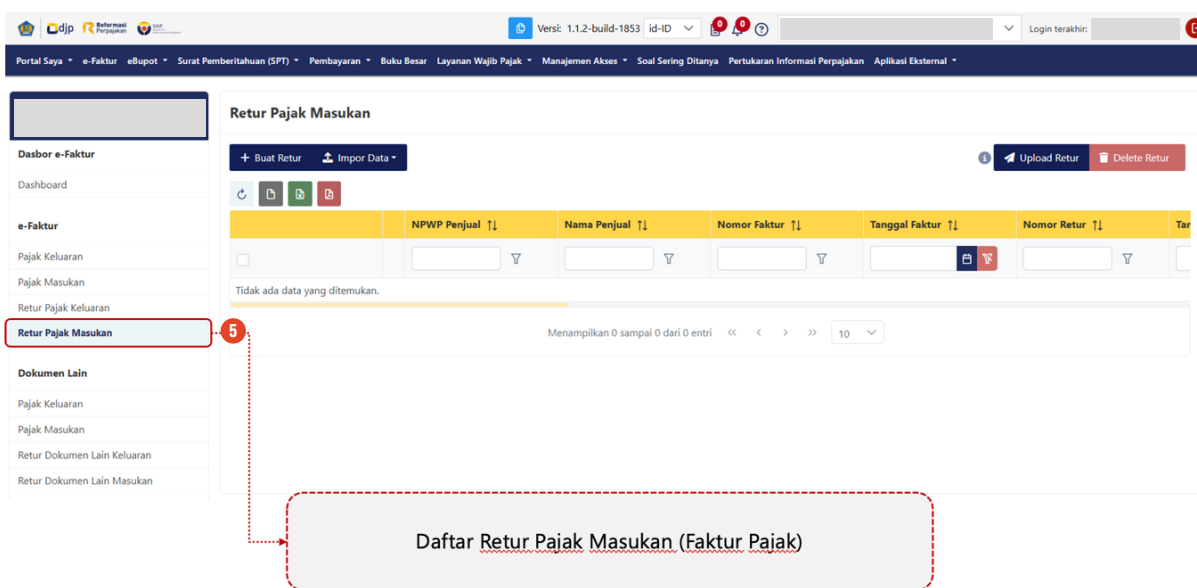 djp Reformasi Perpajakan Versi: 1.1.2-build-1853 id-ID 0 0 Login terakhir:
Portal Saya e-Faktur eBupot Surat Pemberitahuan (SPT) Pembayaran Buku Besar Layanan Wajib Pajak Manajemen Akses Soal Sering Ditanya Pertukaran Informasi Perpajakan Aplikasi Eksternal
Retur Pajak Masukan
Dasbor e-Faktur
+ Buat Retur Impor Data Upload Retur Delete Retur
Dashboard
e-Faktur
NPWP Penjual Nama Penjual Nomor Faktur Tanggal Faktur Nomor Retur Tar
Pajak Keluaran
Pajak Masukan
Tidak ada data yang ditemukan.
Retur Pajak Keluaran
Retur Pajak Masukan
5
Menampilkan 0 sampai 0 dari 0 entri << < > >> 10
Dokumen Lain
Pajak Keluaran
Pajak Masukan
Retur Dokumen Lain Keluaran
Retur Dokumen Lain Masukan
Daftar Retur Pajak Masukan (Faktur Pajak)